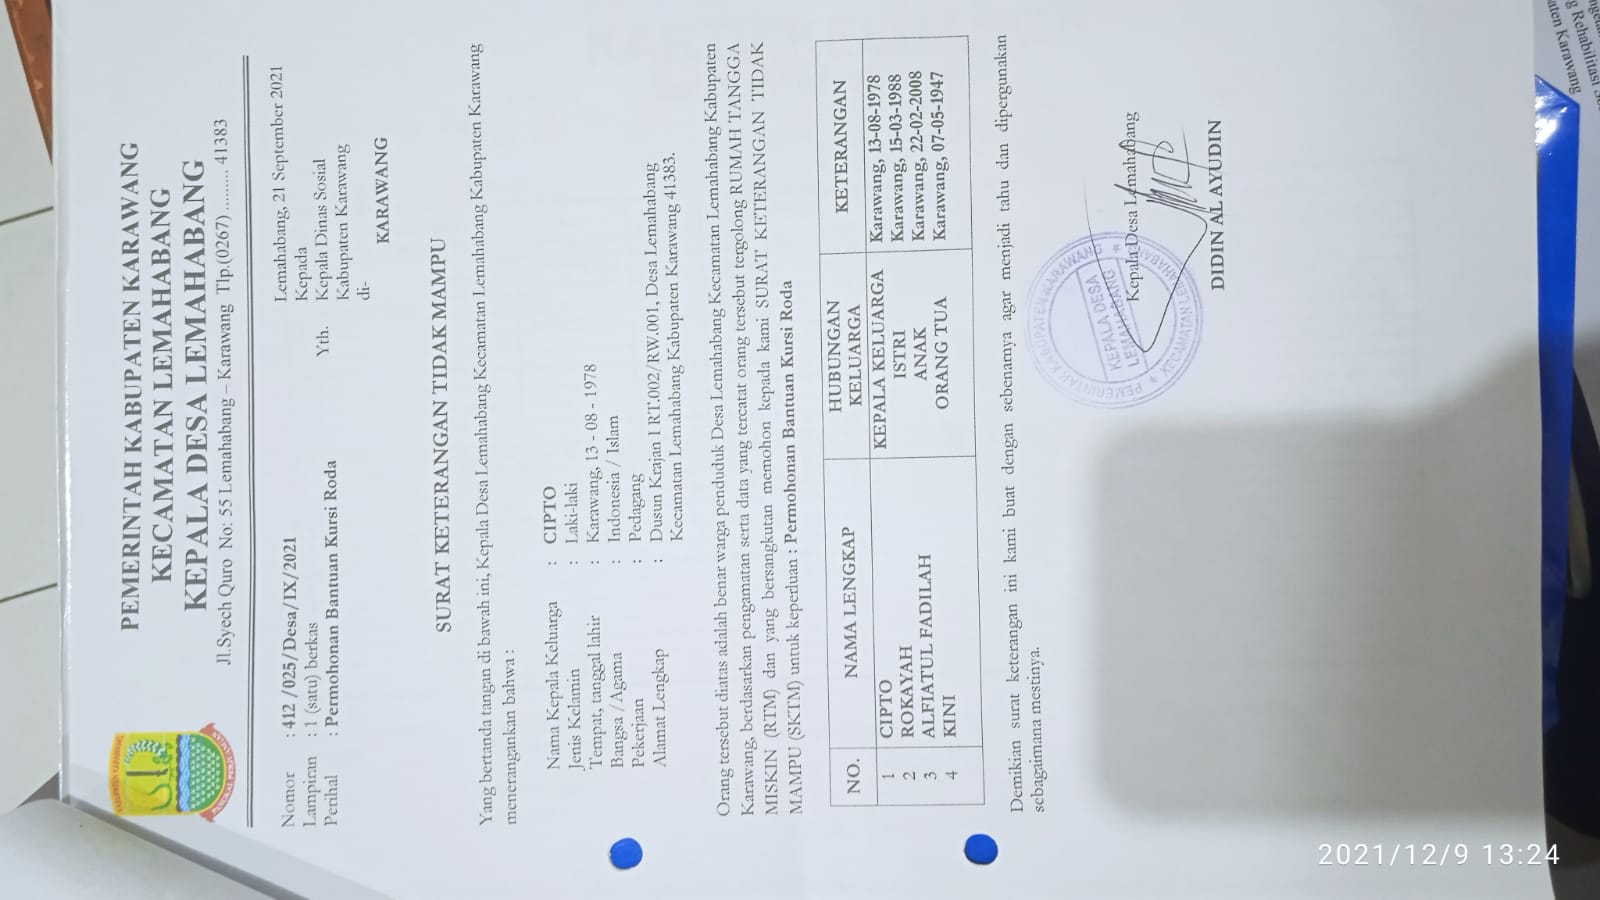 PEMERINTAH KABUPATEN KARAWANG
KECAMATAN LEMAHABANG
KEPALA DESA LEMAHABANG
Jl.Syech Quro No: 55 Lemahabang – Karawang Tlp.(0267) ......... 41383
Lemahabang, 21 September 2021
Nomor : 412 /025/Desa/IX/2021
Kepada
Lampiran : 1 (satu) berkas
Yth. Kepala Dinas Sosial
Perihal : Permohonan Bantuan Kursi Roda
Kabupaten Karawang
di-
KARAWANG
SURAT KETERANGAN TIDAK MAMPU
Yang bertanda tangan di bawah ini, Kepala Desa Lemahabang Kecamatan Lemahabang Kabupaten Karawang
menerangkan bahwa :
Nama Kepala Keluarga : CIPTO
Jenis Kelamin : Laki-laki
Tempat, tanggal lahir : Karawang, 13 - 08 - 1978
Bangsa / Agama : Indonesia / Islam
Pekerjaan : Pedagang
Alamat Lengkap : Dusun Krajan I RT.002/RW.001, Desa Lemahabang
Kecamatan Lemahabang Kabupaten Karawang 41383.
Orang tersebut diatas adalah benar warga penduduk Desa Lemahabang Kecamatan Lemahabang Kabupaten
Karawang, berdasarkan pengamatan serta data yang tercatat orang tersebut tergolong RUMAH TANGGA
MISKIN (RTM) dan yang bersangkutan memohon kepada kami SURAT KETERANGAN TIDAK
MAMPU (SKTM) untuk keperluan : Permohonan Bantuan Kursi Roda
NO. NAMA LENGKAP HUBUNGAN KELUARGA KETERANGAN
1 CIPTO KEPALA KELUARGA Karawang, 13-08-1978
2 ROKAYAH ISTRI Karawang, 15-03-1988
3 ALFIATUL FADILAH ANAK Karawang, 22-02-2008
4 KINI ORANG TUA Karawang, 07-05-1947
Demikian surat keterangan ini kami buat dengan sebenarnya agar menjadi tahu dan dipergunakan
sebagaimana mestinya.
Kepala Desa Lemahabang
PEMERINTAH KABUPATEN KARAWANG
KEPALA DESA
LEMAHABANG
KECAMATAN LEMAHABANG
DIDIN AL AYUDIN
2021/12/9 13:24